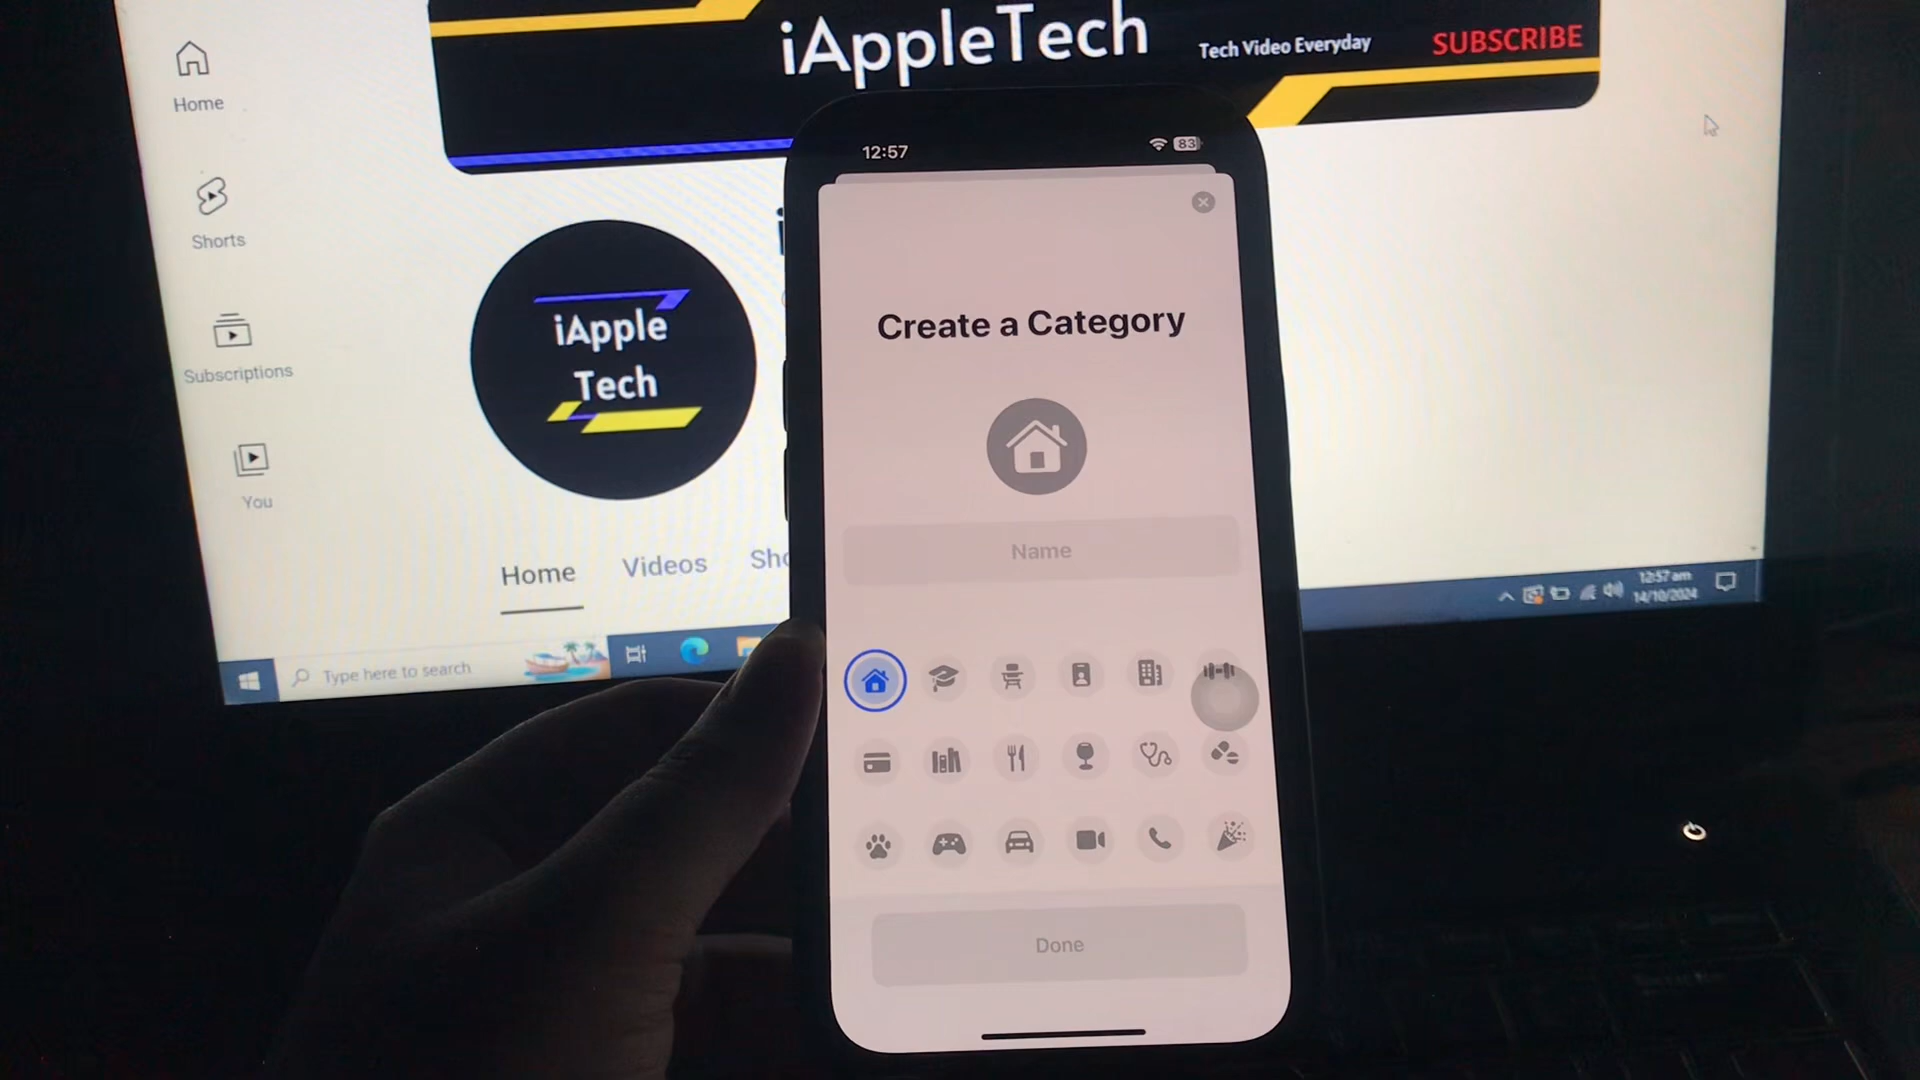 iAppleTech
Tech Video Everyday
SUBSCRIBE
Home
Shorts
Subscriptions
You
iApple
Tech
Home
Videos
Sho
Type here to search
12:57 am
14/10/2024
12:57
83
Create a Category
Name
Done